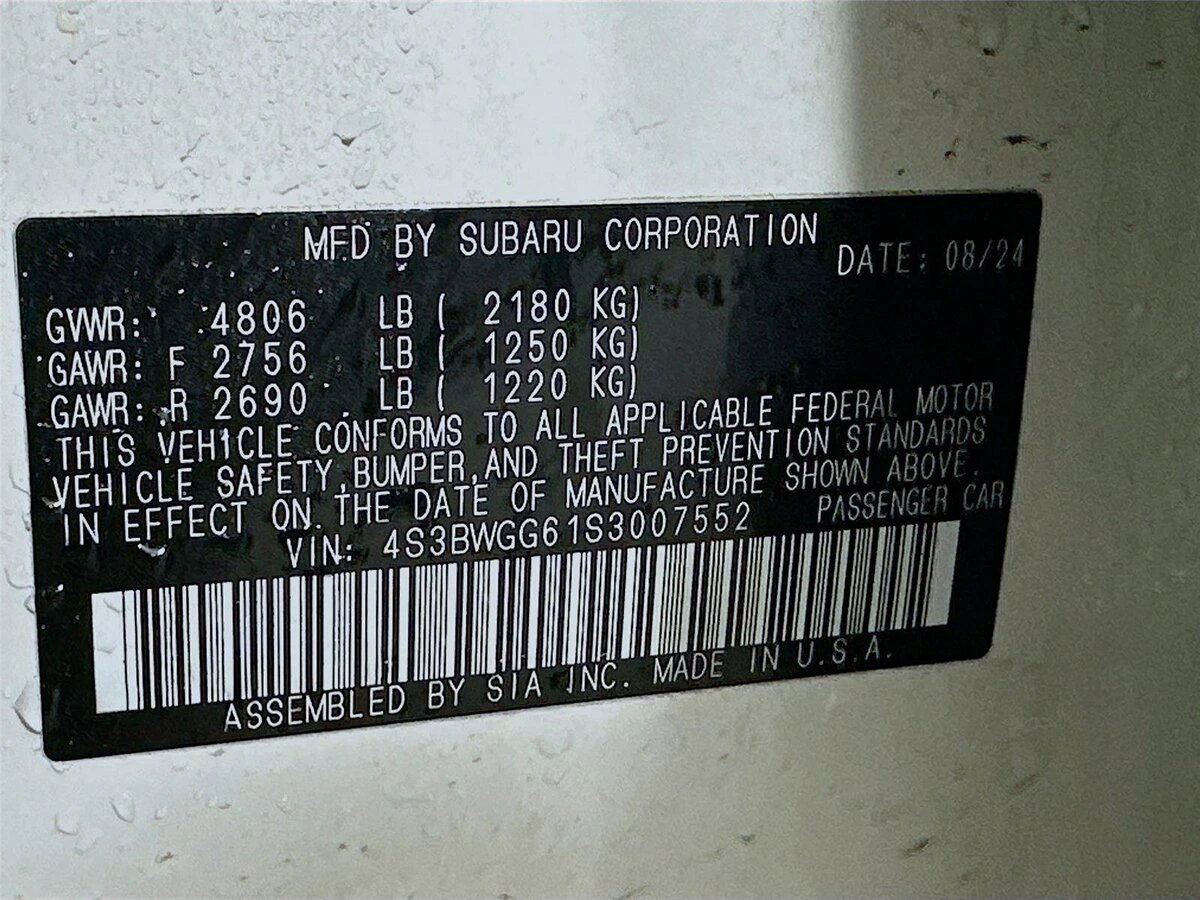 MFD BY SUBARU CORPORATION
DATE: 08/24
GVWR: 4806 LB ( 2180 KG)
GAWR: F 2756 LB ( 1250 KG)
GAWR: R 2690 LB ( 1220 KG)
THIS VEHICLE CONFORMS TO ALL APPLICABLE FEDERAL MOTOR
VEHICLE SAFETY,BUMPER,AND THEFT PREVENTION STANDARDS
IN EFFECT ON THE DATE OF MANUFACTURE SHOWN ABOVE.
VIN: 4S3BWGG61S3007552 PASSENGER CAR
ASSEMBLED BY SIA INC. MADE IN U.S.A.